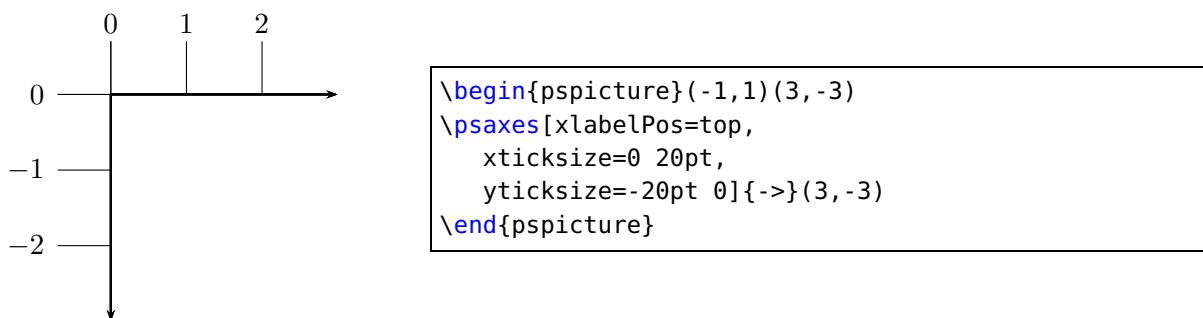 0 1 2
0
−1
−2
\begin{pspicture}(-1,1)(3,-3)
\psaxes[xlabelPos=top,
   xticksize=0 20pt,
   yticksize=-20pt 0]{->}(3,-3)
\end{pspicture}